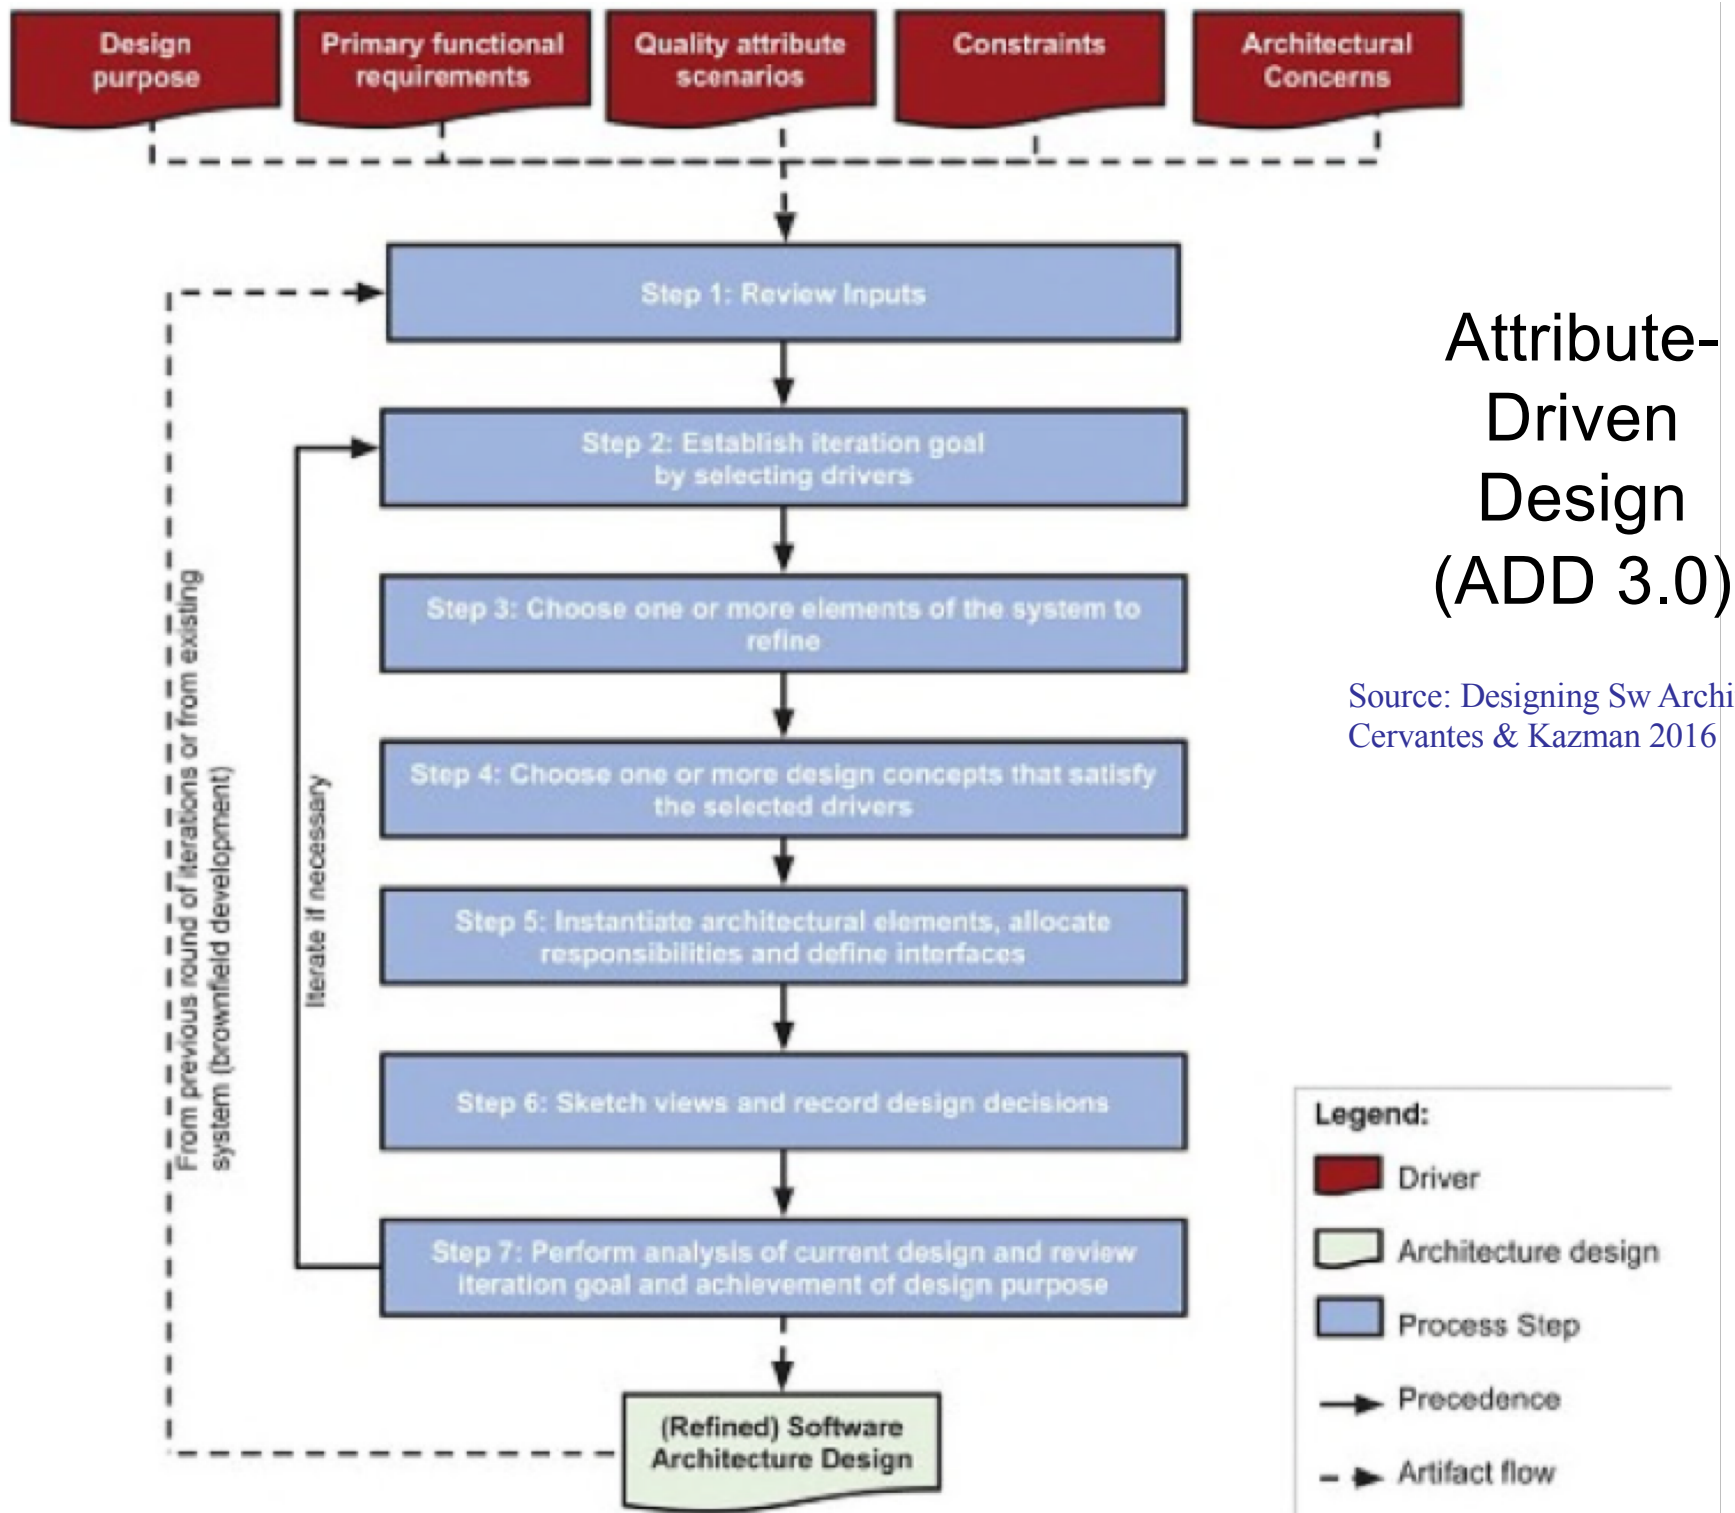 Design
purpose
Primary functional
requirements
Quality attribute
scenarios
Constraints
Architectural
Concerns
Step 1: Review Inputs
Step 2: Establish iteration goal
by selecting drivers
Step 3: Choose one or more elements of the system to
refine
Step 4: Choose one or more design concepts that satisfy
the selected drivers
Step 5: Instantiate architectural elements, allocate
responsibilities and define interfaces
Step 6: Sketch views and record design decisions
Step 7: Perform analysis of current design and review
iteration goal and achievement of design purpose
(Refined) Software
Architecture Design
From previous round of iterations or from existing
system (brownfield development)
Iterate if necessary
Attribute-
Driven
Design
(ADD 3.0)
Source: Designing Sw Archi
Cervantes & Kazman 2016
Legend:
Driver
Architecture design
Process Step
Precedence
Artifact flow